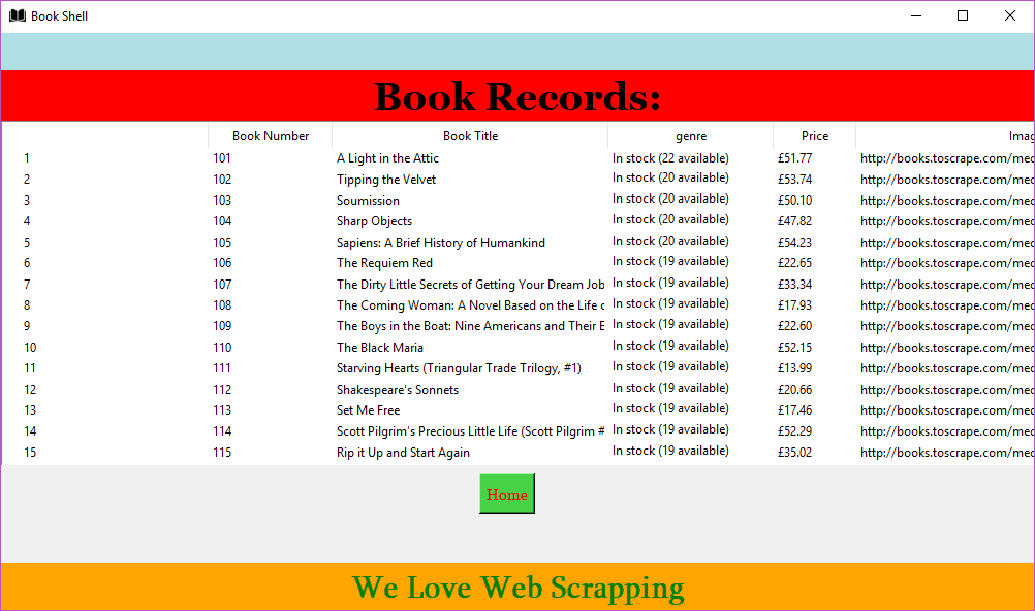 Book Shell
Book Records:
Book Number Book Title genre Price Imag
1 101 A Light in the Attic In stock (22 available) £51.77 http://books.toscrape.com/med
2 102 Tipping the Velvet In stock (20 available) £53.74 http://books.toscrape.com/med
3 103 Soumission In stock (20 available) £50.10 http://books.toscrape.com/med
4 104 Sharp Objects In stock (20 available) £47.82 http://books.toscrape.com/med
5 105 Sapiens: A Brief History of Humankind In stock (20 available) £54.23 http://books.toscrape.com/med
6 106 The Requiem Red In stock (19 available) £22.65 http://books.toscrape.com/med
7 107 The Dirty Little Secrets of Getting Your Dream Job In stock (19 available) £33.34 http://books.toscrape.com/med
8 108 The Coming Woman: A Novel Based on the Life o In stock (19 available) £17.93 http://books.toscrape.com/med
9 109 The Boys in the Boat: Nine Americans and Their E In stock (19 available) £22.60 http://books.toscrape.com/med
10 110 The Black Maria In stock (19 available) £52.15 http://books.toscrape.com/med
11 111 Starving Hearts (Triangular Trade Trilogy, #1) In stock (19 available) £13.99 http://books.toscrape.com/med
12 112 Shakespeare's Sonnets In stock (19 available) £20.66 http://books.toscrape.com/med
13 113 Set Me Free In stock (19 available) £17.46 http://books.toscrape.com/med
14 114 Scott Pilgrim's Precious Little Life (Scott Pilgrim # In stock (19 available) £52.29 http://books.toscrape.com/med
15 115 Rip it Up and Start Again In stock (19 available) £35.02 http://books.toscrape.com/med
Home
We Love Web Scrapping